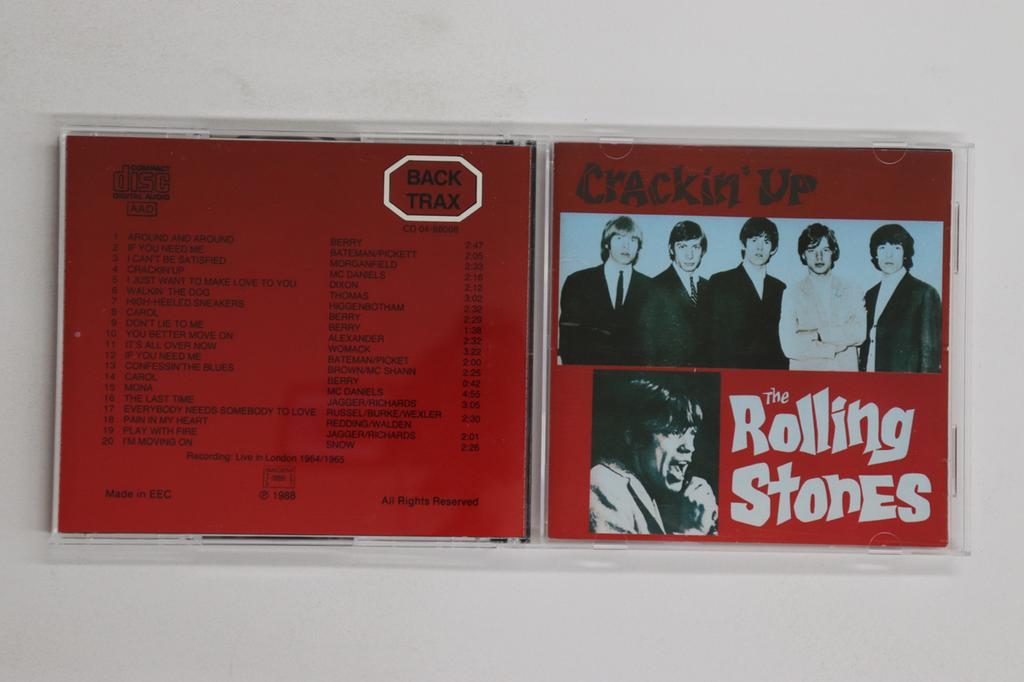 COMPACT
disc
DIGITAL AUDIO
AAD
BACK
TRAX
CD 04-88008
1 AROUND AND AROUND BERRY 2:47
2 IF YOU NEED ME BATEMAN/PICKETT 2:05
3 I CAN'T BE SATISFIED MORGANFIELD 2:33
4 CRACKIN'UP MC DANIELS 2:16
5 I JUST WANT TO MAKE LOVE TO YOU DIXON 2:12
6 WALKIN' THE DOG THOMAS 3:02
7 HIGH-HEELED SNEAKERS HIGGENBOTHAM 2:32
8 CAROL BERRY 2:29
9 DON'T LIE TO ME BERRY 1:38
10 YOU BETTER MOVE ON ALEXANDER 2:32
11 IT'S ALL OVER NOW WOMACK 3:22
12 IF YOU NEED ME BATEMAN/PICKET 2:00
13 CONFESSIN'THE BLUES BROWN/MC SHANN 2:25
14 CAROL BERRY 0:42
15 MONA MC DANIELS 4:55
16 THE LAST TIME JAGGER/RICHARDS 3:05
17 EVERYBODY NEEDS SOMEBODY TO LOVE RUSSEL/BURKE/WEXLER
18 PAIN IN MY HEART REDDING/WALDEN 2:30
19 PLAY WITH FIRE JAGGER/RICHARDS 2:01
20 I'M MOVING ON SNOW 2:26
Recording: Live in London 1964/1965
Made in EEC
℗ 1988
All Rights Reserved
Crackin' Up
The
Rolling
Stones